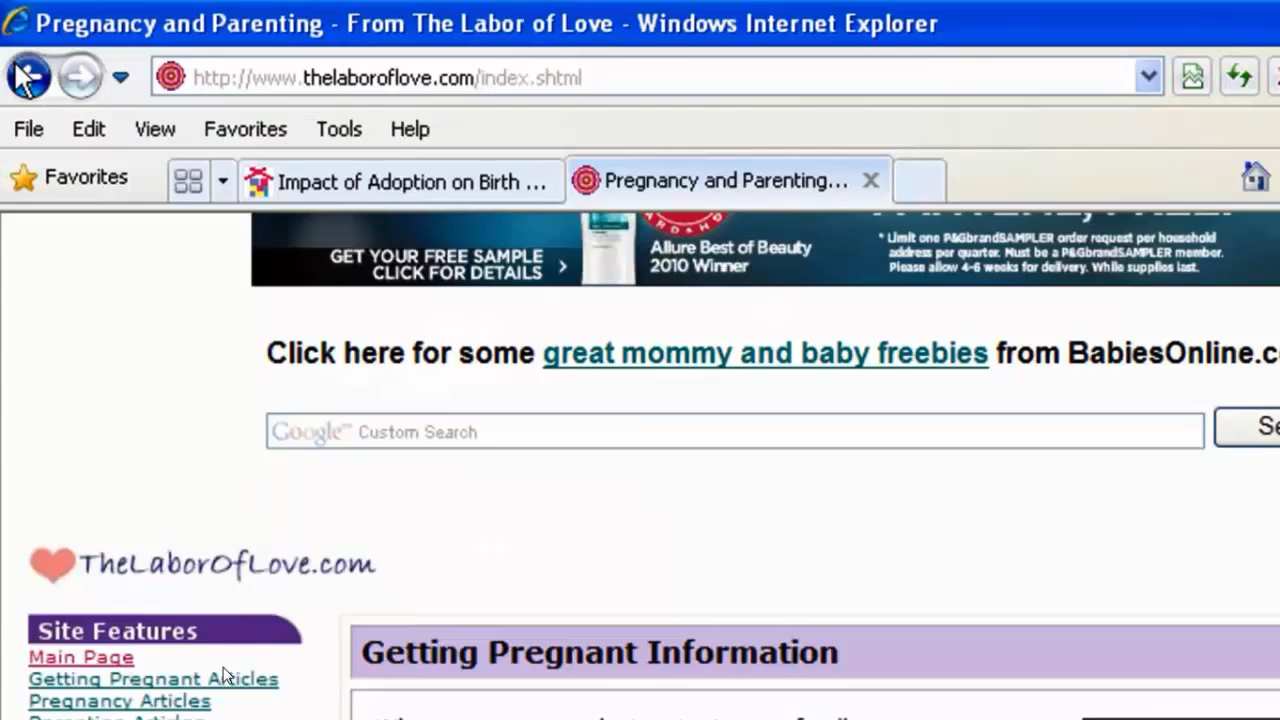 Pregnancy and Parenting - From The Labor of Love - Windows Internet Explorer
http://www.thelaboroflove.com/index.shtml
File Edit View Favorites Tools Help
Favorites Impact of Adoption on Birth ... Pregnancy and Parenting...
GET YOUR FREE SAMPLE
CLICK FOR DETAILS
Allure Best of Beauty
2010 Winner
* Limit one P&GbrandSAMPLER order request per household
address per quarter. Must be a P&GbrandSAMPLER member.
Please allow 4-6 weeks for delivery. While supplies last.
Click here for some great mommy and baby freebies from BabiesOnline.c
Google™ Custom Search
Se
TheLaborOfLove.com
Site Features
Main Page
Getting Pregnant Articles
Pregnancy Articles
Getting Pregnant Information